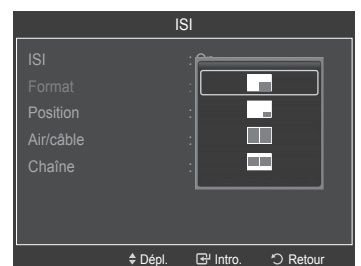 ISI
ISI :
Format :
Position :
Air/câble :
Chaîne :
Dépl. Intro. Retour